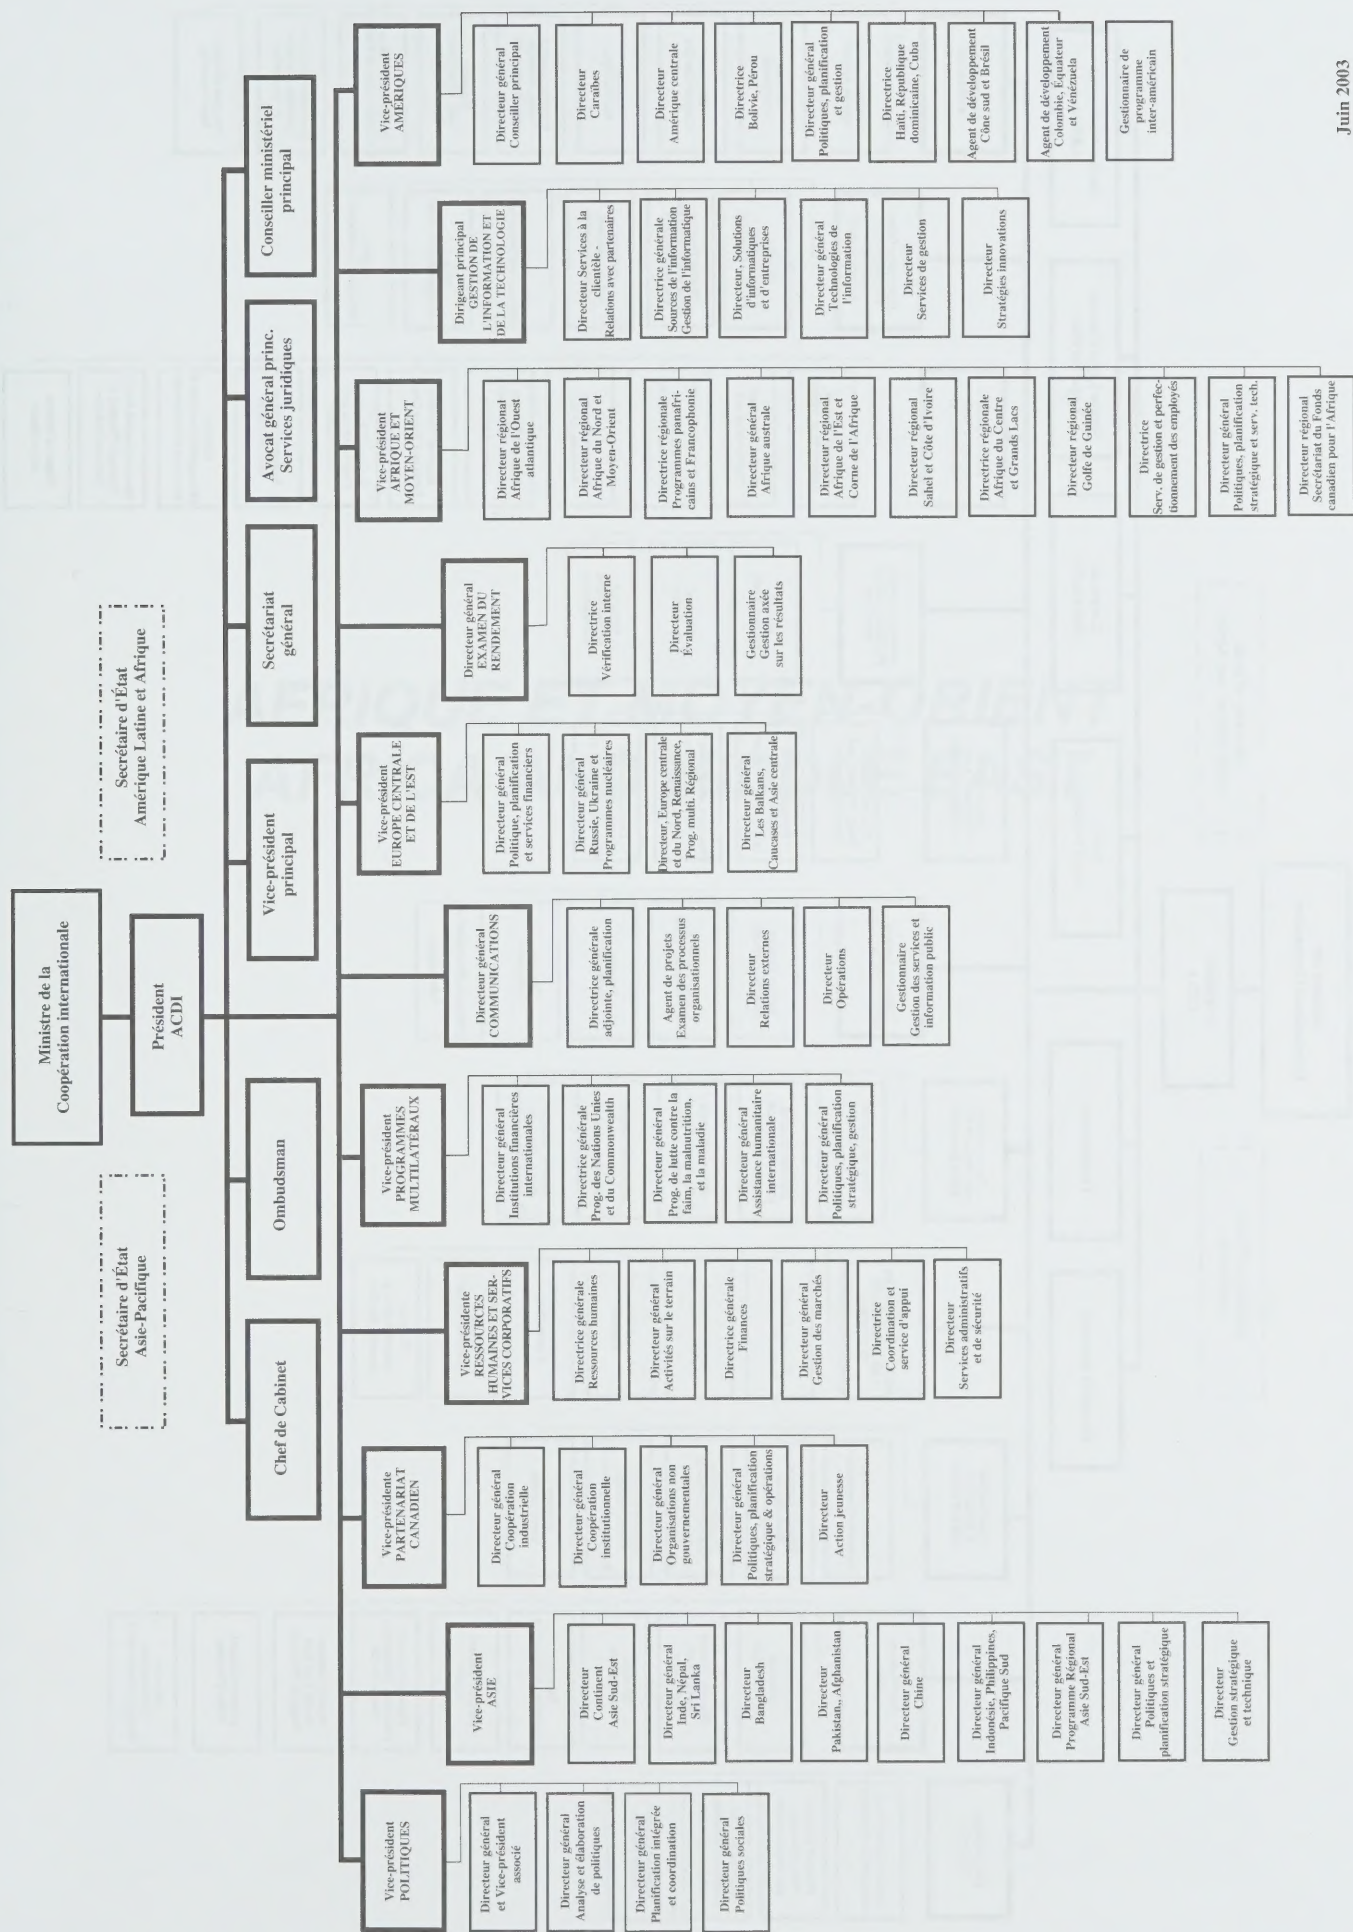 Ministre de la
Coopération internationale
Président
ACDI
Secrétaire d'État
Asie-Pacifique
Secrétaire d'État
Amérique Latine et Afrique
Chef de Cabinet
Ombudsman
Vice-président
principal
Secrétariat
général
Avocat général princ.
Services juridiques
Conseiller ministériel
principal
Vice-président
POLITIQUES
Directeur général
et Vice-président
associé
Directeur général
Analyse et élaboration
de politiques
Directeur général
Planification intégrée
et coordination
Directeur général
Politiques sociales
Vice-président
ASIE
Directeur
Continent
Asie Sud-Est
Directeur général
Inde, Népal,
Sri Lanka
Directeur
Bangladesh
Directeur
Pakistan., Afghanistan
Directeur général
Chine
Directeur général
Indonésie, Philippines,
Pacifique Sud
Directeur général
Programme Régional
Asie Sud-Est
Directeur général
Politiques et
planification stratégique
Directeur
Gestion stratégique
et technique
Vice-présidente
PARTENARIAT
CANADIEN
Directeur général
Coopération
industrielle
Directeur général
Coopération
institutionnelle
Directeur général
Organisations non
gouvernementales
Directeur général
Politiques, planification
stratégique & opérations
Directeur
Action jeunesse
Vice-présidente
RESSOURCES
HUMAINES ET SER-
VICES CORPORATIFS
Directrice générale
Ressources humaines
Directeur général
Activités sur le terrain
Directrice générale
Finances
Directeur général
Gestion des marchés
Directrice
Coordination et
service d'appui
Directeur
Services administratifs
et de sécurité
Vice-président
PROGRAMMES
MULTILATÉRAUX
Directeur général
Institutions financières
internationales
Directrice générale
Prog. des Nations Unies
et du Commonwealth
Directeur général
Prog. de lutte contre la
faim, la malnutrition,
et la maladie
Directeur général
Assistance humanitaire
internationale
Directeur général
Politiques, planification
stratégique, gestion
Directeur général
COMMUNICATIONS
Directrice générale
adjointe, planification
Agent de projets
Examen des processus
organisationnels
Directeur
Relations externes
Directeur
Opérations
Gestionnaire
Gestion des services et
information public
Vice-président
EUROPE CENTRALE
ET DE L'EST
Directeur général
Politique, planification
et services financiers
Directeur général
Russie, Ukraine et
Programmes nucléaires
Directeur, Europe centrale
et du Nord, Renaissance,
Prog. multi. Régional
Directeur général
Les Balkans,
Caucases et Asie centrale
Directeur général
EXAMEN DU
RENDEMENT
Directrice
Vérification interne
Directeur
Évaluation
Gestionnaire
Gestion axée
sur les résultats
Vice-président
AFRIQUE ET
MOYEN-ORIENT
Directeur régional
Afrique de l'Ouest
atlantique
Directeur régional
Afrique du Nord et
Moyen-Orient
Directrice régionale
Programmes panafri-
cains et Francophonie
Directeur général
Afrique australe
Directeur régional
Afrique de l'Est et
Corne de l'Afrique
Directeur régional
Sahel et Côte d'Ivoire
Directrice régionale
Afrique du Centre
et Grands Lacs
Directeur régional
Golfe de Guinée
Directrice
Serv. de gestion et perfec-
tionnement des employés
Directeur général
Politiques, planification
stratégique et serv. tech.
Directeur régional
Secrétariat du Fonds
canadien pour l'Afrique
Dirigeant principal
GESTION DE
L'INFORMATION ET
DE LA TECHNOLOGIE
Directeur Services à la
clientèle -
Relations avec partenaires
Directrice générale
Sources de l'information
Gestion de l'informatique
Directeur, Solutions
d'informatiques
et d'entreprises
Directeur général
Technologies de
l'information
Directeur
Services de gestion
Directeur
Stratégies innovations
Vice-président
AMÉRIQUES
Directeur général
Conseiller principal
Directeur
Caraïbes
Directeur
Amérique centrale
Directrice
Bolivie, Pérou
Directeur général
Politiques, planification
et gestion
Directrice
Haïti, République
dominicaine, Cuba
Agent de développement
Cône sud et Brésil
Agent de développement
Colombie, Équateur
et Vénézuela
Gestionnaire de
programme
inter-américain
Juin 2003